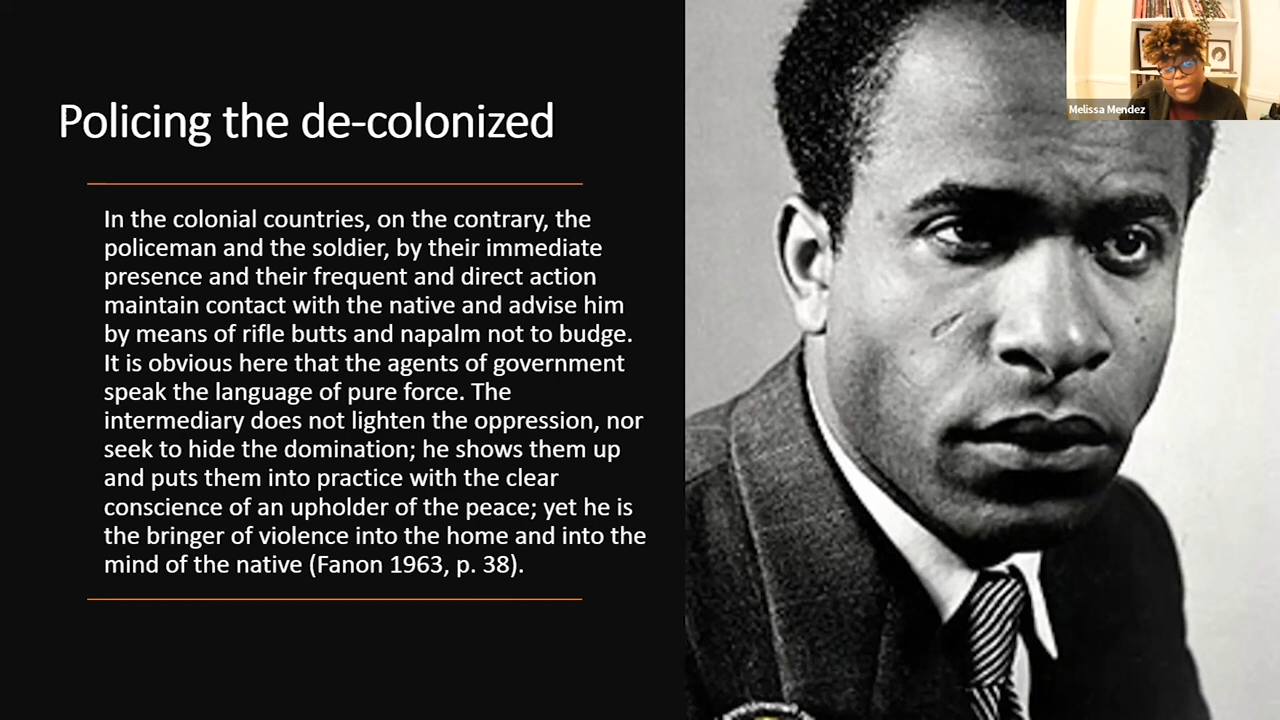 Policing the de-colonized
In the colonial countries, on the contrary, the
policeman and the soldier, by their immediate
presence and their frequent and direct action
maintain contact with the native and advise him
by means of rifle butts and napalm not to budge.
It is obvious here that the agents of government
speak the language of pure force. The
intermediary does not lighten the oppression, nor
seek to hide the domination; he shows them up
and puts them into practice with the clear
conscience of an upholder of the peace; yet he is
the bringer of violence into the home and into the
mind of the native (Fanon 1963, p. 38).
Melissa Mendez